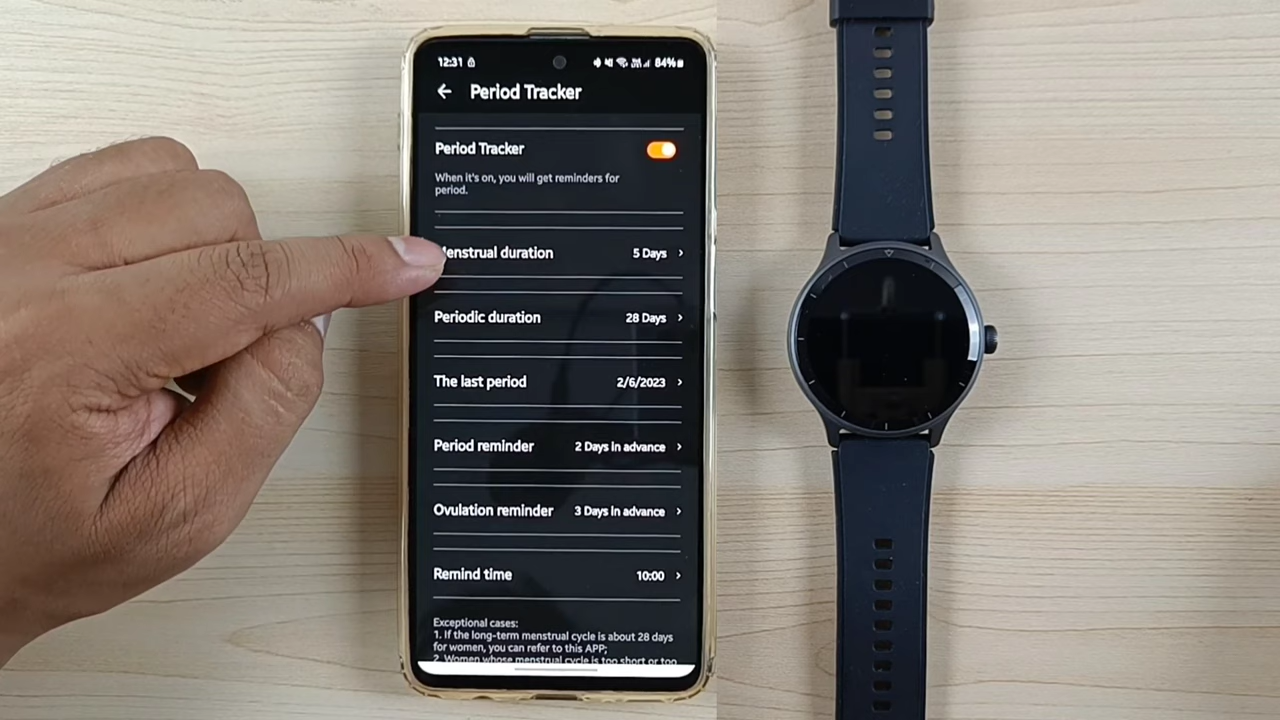 12:31
84%
Period Tracker
Period Tracker
When it's on, you will get reminders for
period.
Menstrual duration 5 Days >
Periodic duration 28 Days >
The last period 2/6/2023 >
Period reminder 2 Days in advance >
Ovulation reminder 3 Days in advance >
Remind time 10:00 >
Exceptional cases:
1. If the long-term menstrual cycle is about 28 days
for women, you can refer to this APP;
2. Women whose menstrual cycle is too short or too